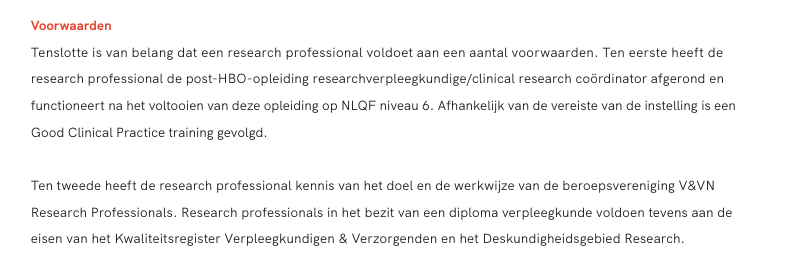 Voorwaarden
Tenslotte is van belang dat een research professional voldoet aan een aantal voorwaarden. Ten eerste heeft de
research professional de post-HBO-opleiding researchverpleegkundige/clinical research coördinator afgerond en
functioneert na het voltooien van deze opleiding op NLQF niveau 6. Afhankelijk van de vereiste van de instelling is een
Good Clinical Practice training gevolgd.
Ten tweede heeft de research professional kennis van het doel en de werkwijze van de beroepsvereniging V&VN
Research Professionals. Research professionals in het bezit van een diploma verpleegkunde voldoen tevens aan de
eisen van het Kwaliteitsregister Verpleegkundigen & Verzorgenden en het Deskundigheidsgebied Research.